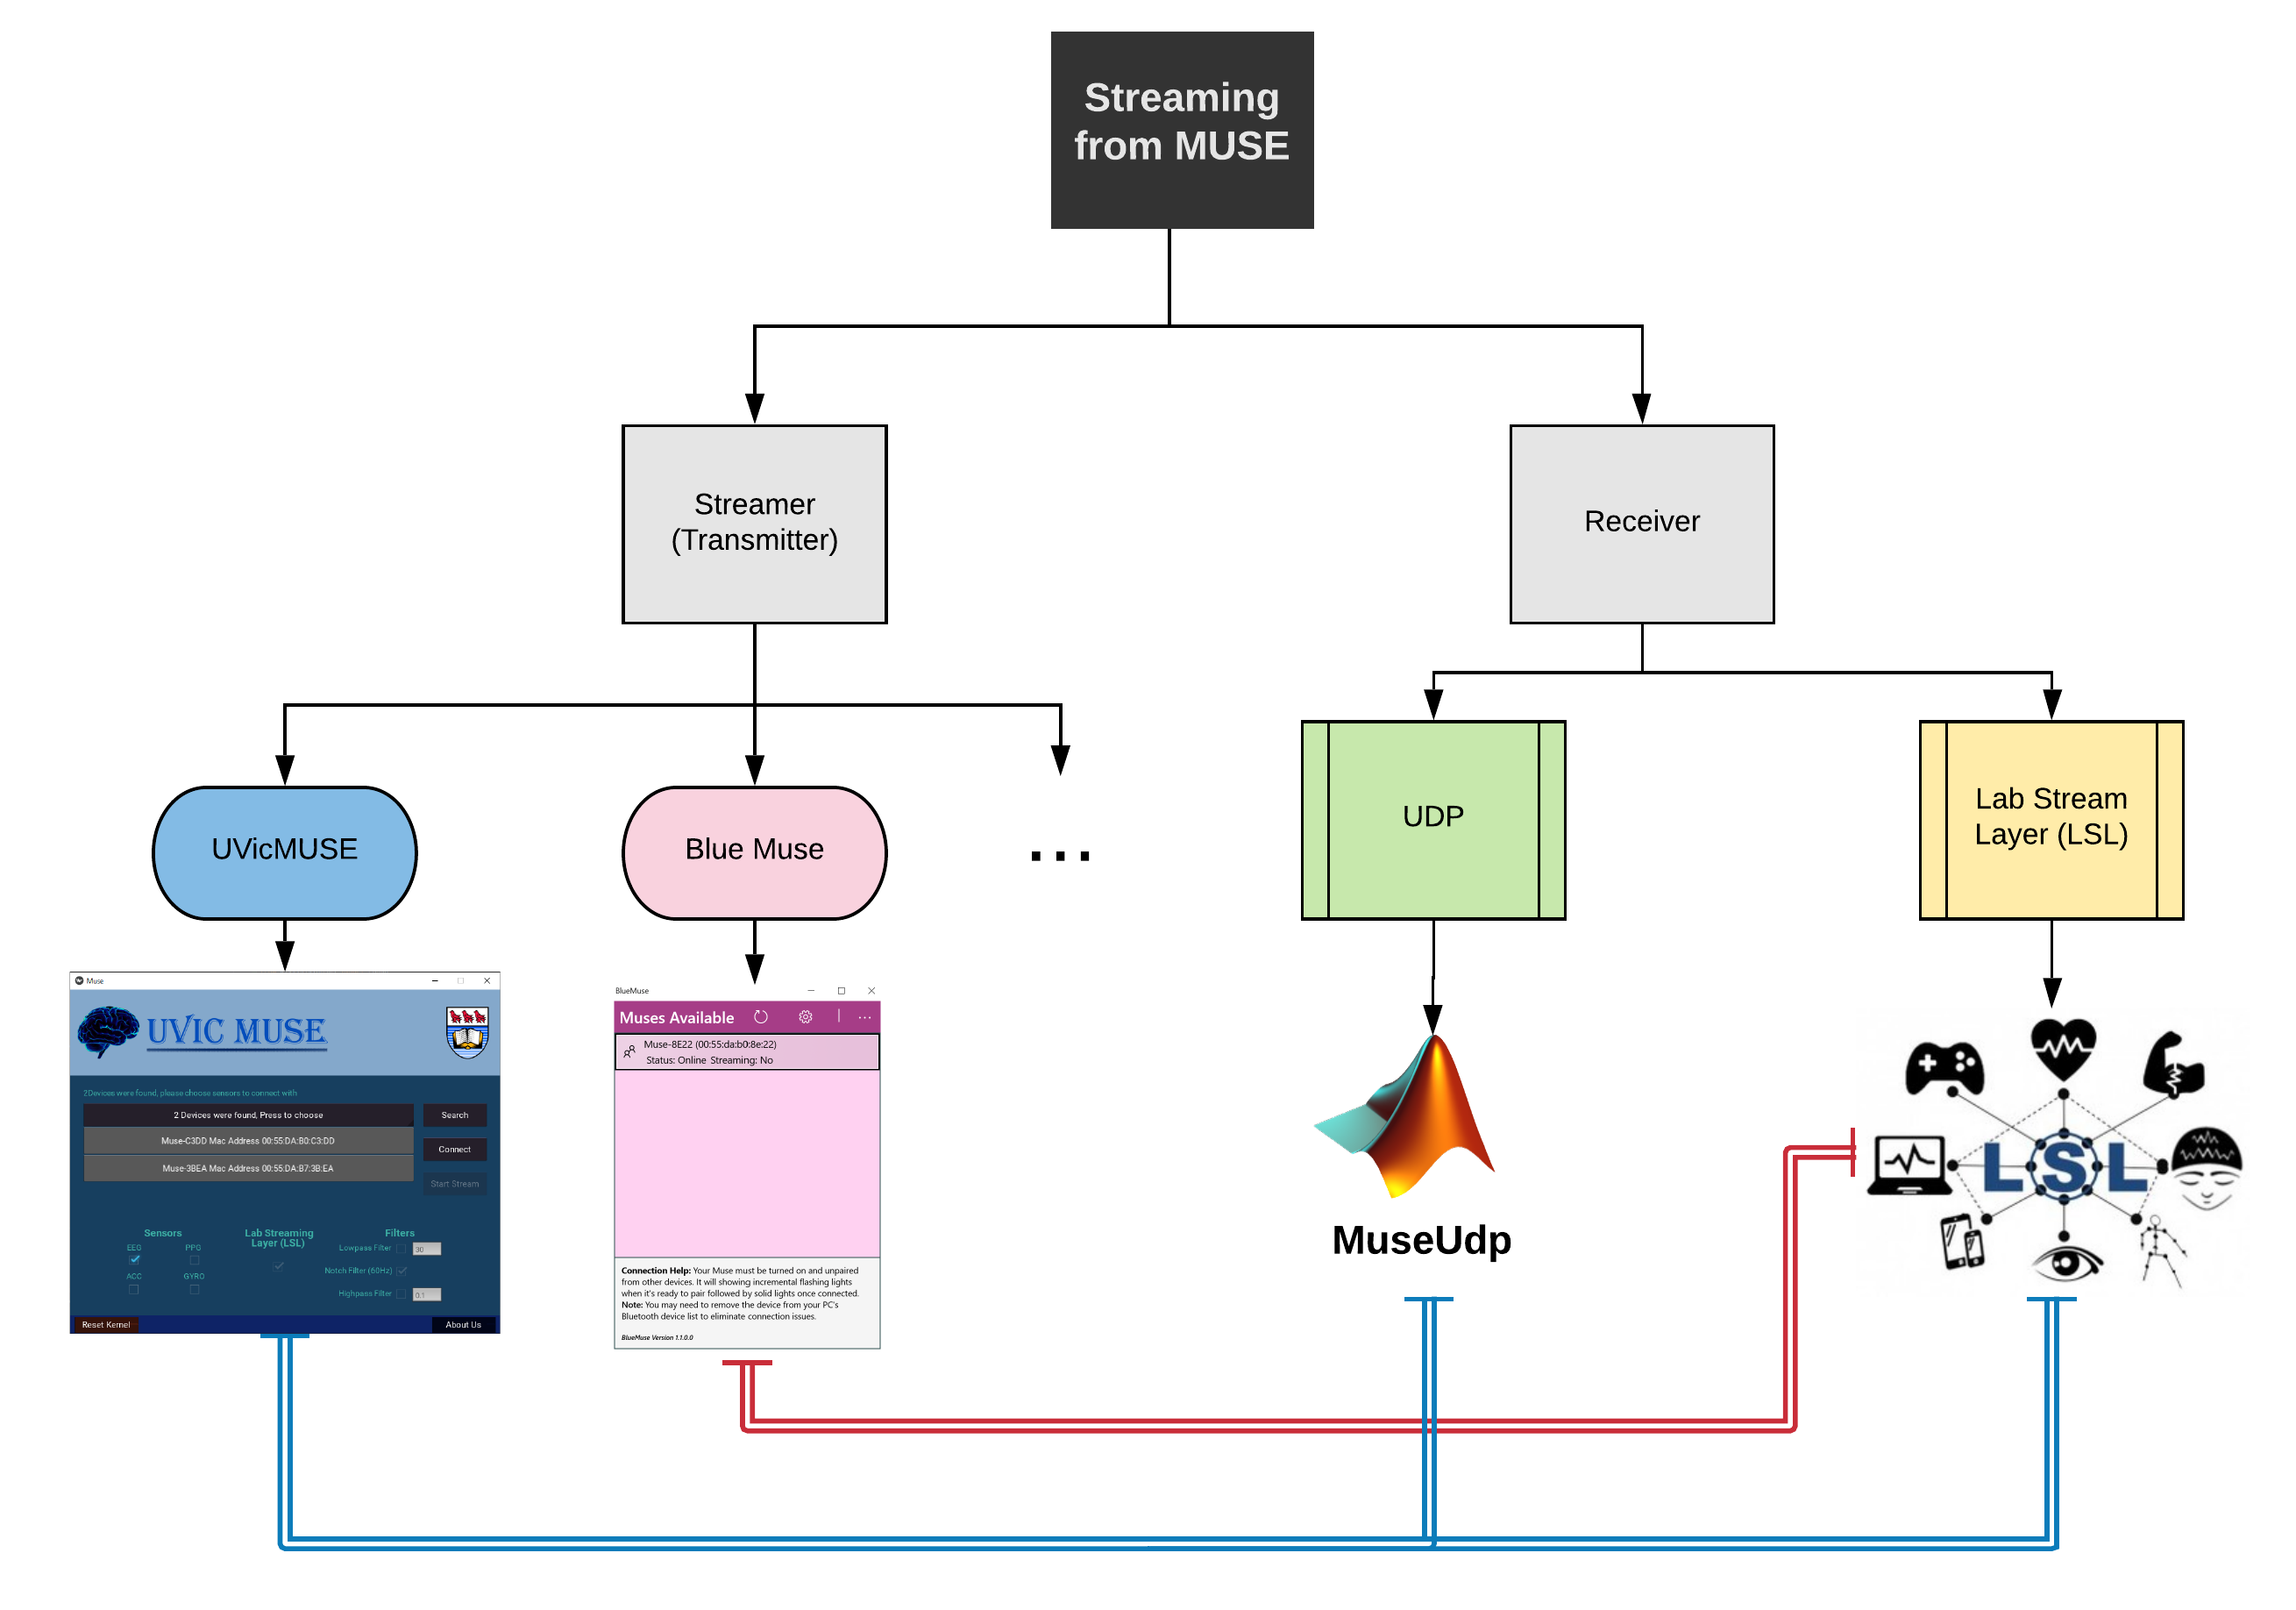 Streaming
from MUSE
Streamer
(Transmitter)
Receiver
UVicMUSE
Blue Muse
...
UDP
Lab Stream
Layer (LSL)
Muse
UVIC MUSE
2Devices were found, please choose sensors to connect with
2 Devices were found, Press to choose
Search
Muse-C3DD Mac Address 00:55:DA:B0:C3:DD
Connect
Muse-3BEA Mac Address 00:55:DA:B7:3B:EA
Start Stream
Sensors
Lab Streaming
Layer (LSL)
Filters
EEG
PPG
Lowpass Filter
30
ACC
GYRO
Notch Filter (60Hz)
Highpass Filter
0.1
Reset Kernel
About Us
BlueMuse
Muses Available
Muse-8E22 (00:55:da:b0:8e:22)
Status: Online Streaming: No
Connection Help: Your Muse must be turned on and unpaired
from other devices. It will showing incremental flashing lights
when it's ready to pair followed by solid lights once connected.
Note: You may need to remove the device from your PC's
Bluetooth device list to eliminate connection issues.
BlueMuse Version 1.1.0.0
MuseUdp
LSL